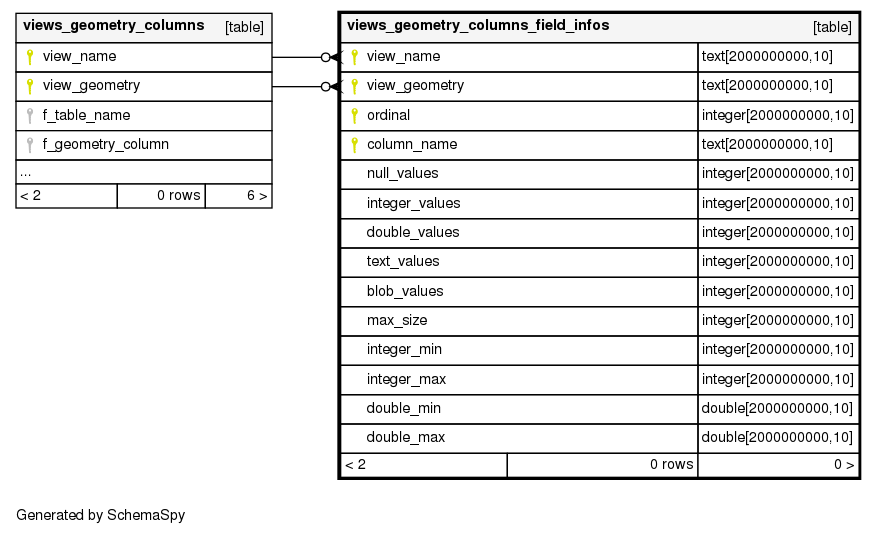 views_geometry_columns [table]
view_name
view_geometry
f_table_name
f_geometry_column
...
< 2 0 rows 6 >
views_geometry_columns_field_infos [table]
view_name text[2000000000,10]
view_geometry text[2000000000,10]
ordinal integer[2000000000,10]
column_name text[2000000000,10]
null_values integer[2000000000,10]
integer_values integer[2000000000,10]
double_values integer[2000000000,10]
text_values integer[2000000000,10]
blob_values integer[2000000000,10]
max_size integer[2000000000,10]
integer_min integer[2000000000,10]
integer_max integer[2000000000,10]
double_min double[2000000000,10]
double_max double[2000000000,10]
< 2 0 rows 0 >
Generated by SchemaSpy